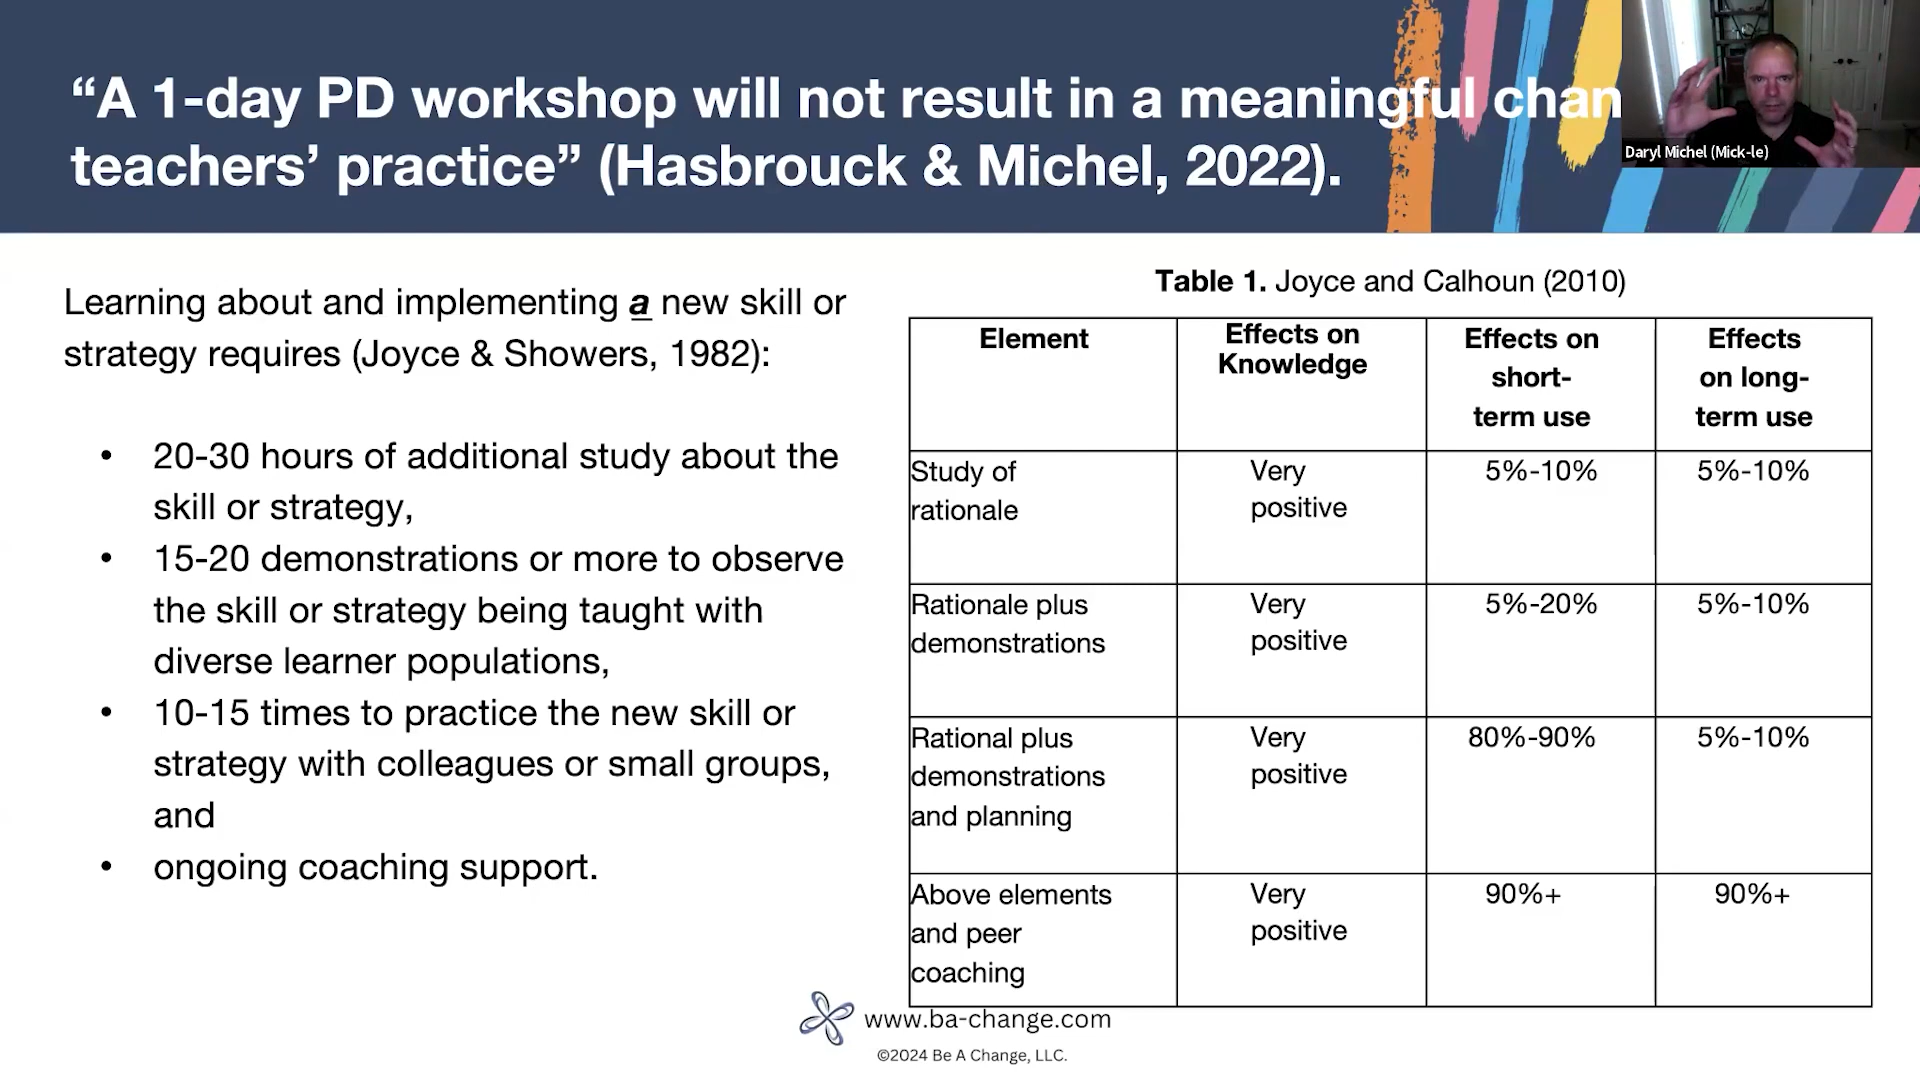 “A 1-day PD workshop will not result in a meaningful chan
teachers’ practice” (Hasbrouck & Michel, 2022).
Daryl Michel (Mick-le)
Learning about and implementing a new skill or
strategy requires (Joyce & Showers, 1982):
• 20-30 hours of additional study about the
skill or strategy,
• 15-20 demonstrations or more to observe
the skill or strategy being taught with
diverse learner populations,
• 10-15 times to practice the new skill or
strategy with colleagues or small groups,
and
• ongoing coaching support.
Table 1. Joyce and Calhoun (2010)
Element
Effects on
Knowledge
Effects on
short-
term use
Effects
on long-
term use
Study of
rationale
Very
positive
5%-10%
5%-10%
Rationale plus
demonstrations
Very
positive
5%-20%
5%-10%
Rational plus
demonstrations
and planning
Very
positive
80%-90%
5%-10%
Above elements
and peer
coaching
Very
positive
90%+
90%+
www.ba-change.com
©2024 Be A Change, LLC.